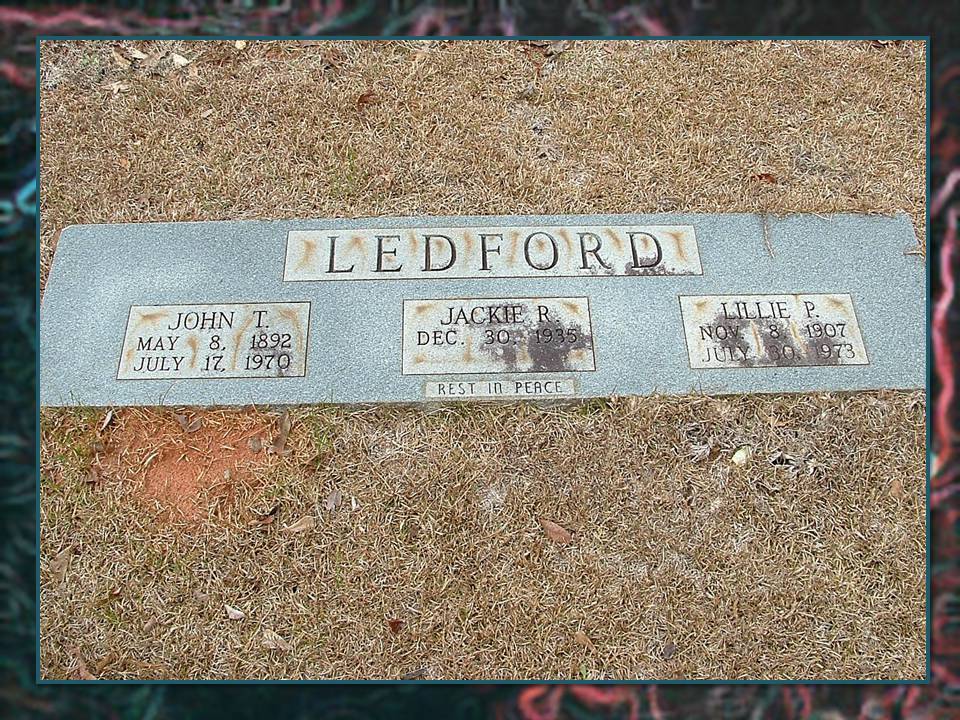 LEDFORD
JOHN T.
MAY 8, 1892
JULY 17, 1970
JACKIE R.
DEC. 30, 1935
LILLIE P.
NOV. 8, 1907
JULY 30, 1973
REST IN PEACE